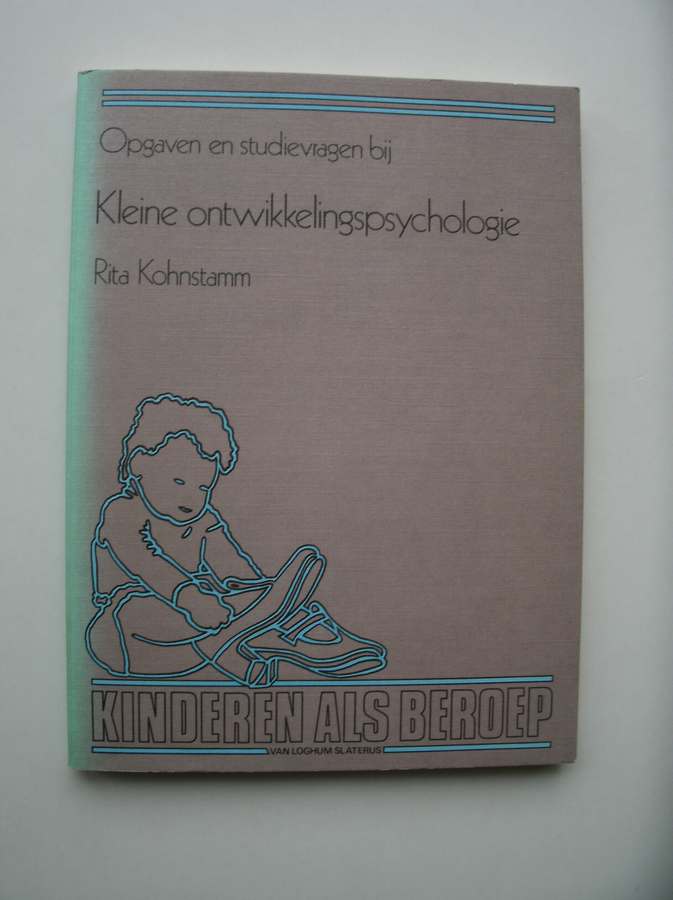 Opgaven en studievragen bij
Kleine ontwikkelingspsychologie
Rita Kohnstamm
KINDEREN ALS BEROEP
VAN LOGHUM SLATERUS